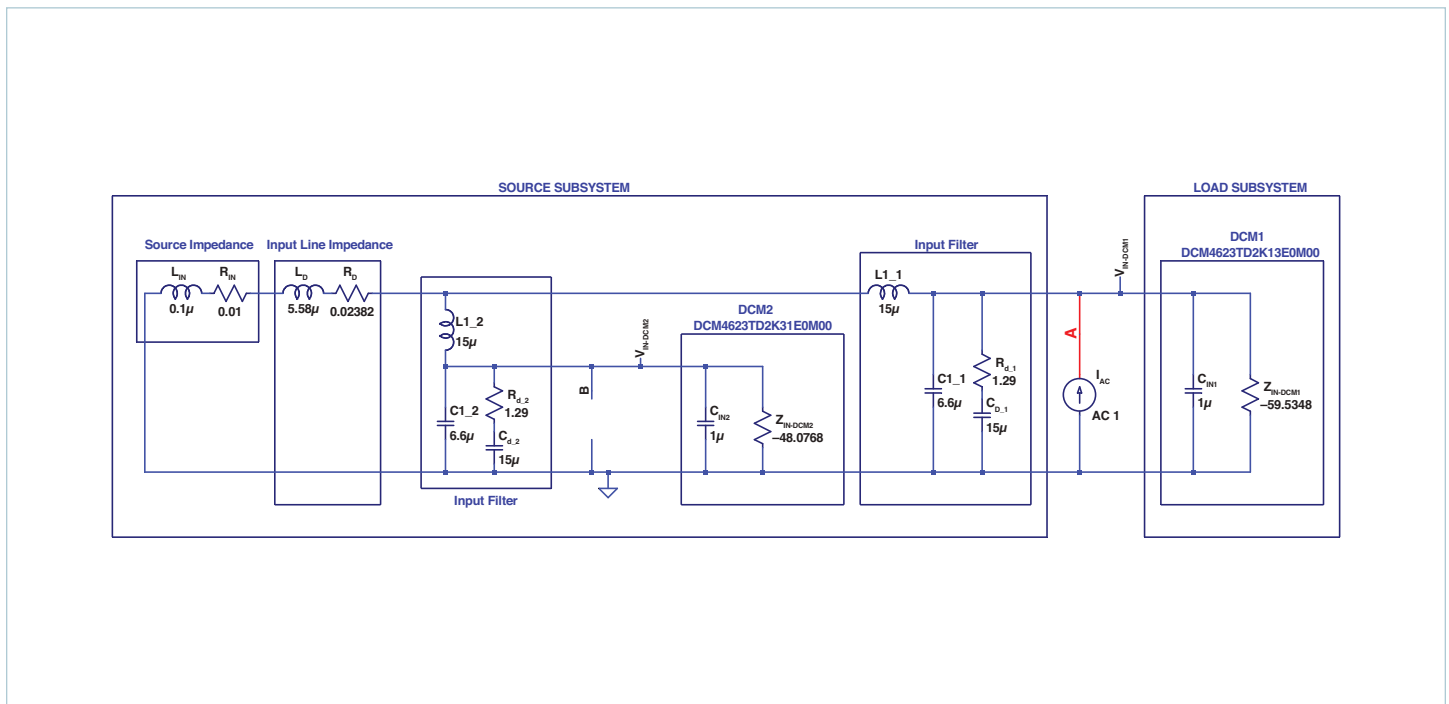 SOURCE SUBSYSTEM
LOAD SUBSYSTEM
Source Impedance
Input Line Impedance
Input Filter
DCM1
DCM4623TD2K13E0M00
L_IN
0.1µ
R_IN
0.01
L_D
5.58µ
R_D
0.02382
L1_2
15µ
C1_2
6.6µ
R_d_2
1.29
C_d_2
15µ
Input Filter
B
V_IN-DCM2
DCM2
DCM4623TD2K31E0M00
C_IN2
1µ
Z_IN-DCM2
–48.0768
L1_1
15µ
C1_1
6.6µ
R_d_1
1.29
C_D_1
15µ
A
I_AC
AC 1
V_IN-DCM1
C_IN1
1µ
Z_IN-DCM1
–59.5348